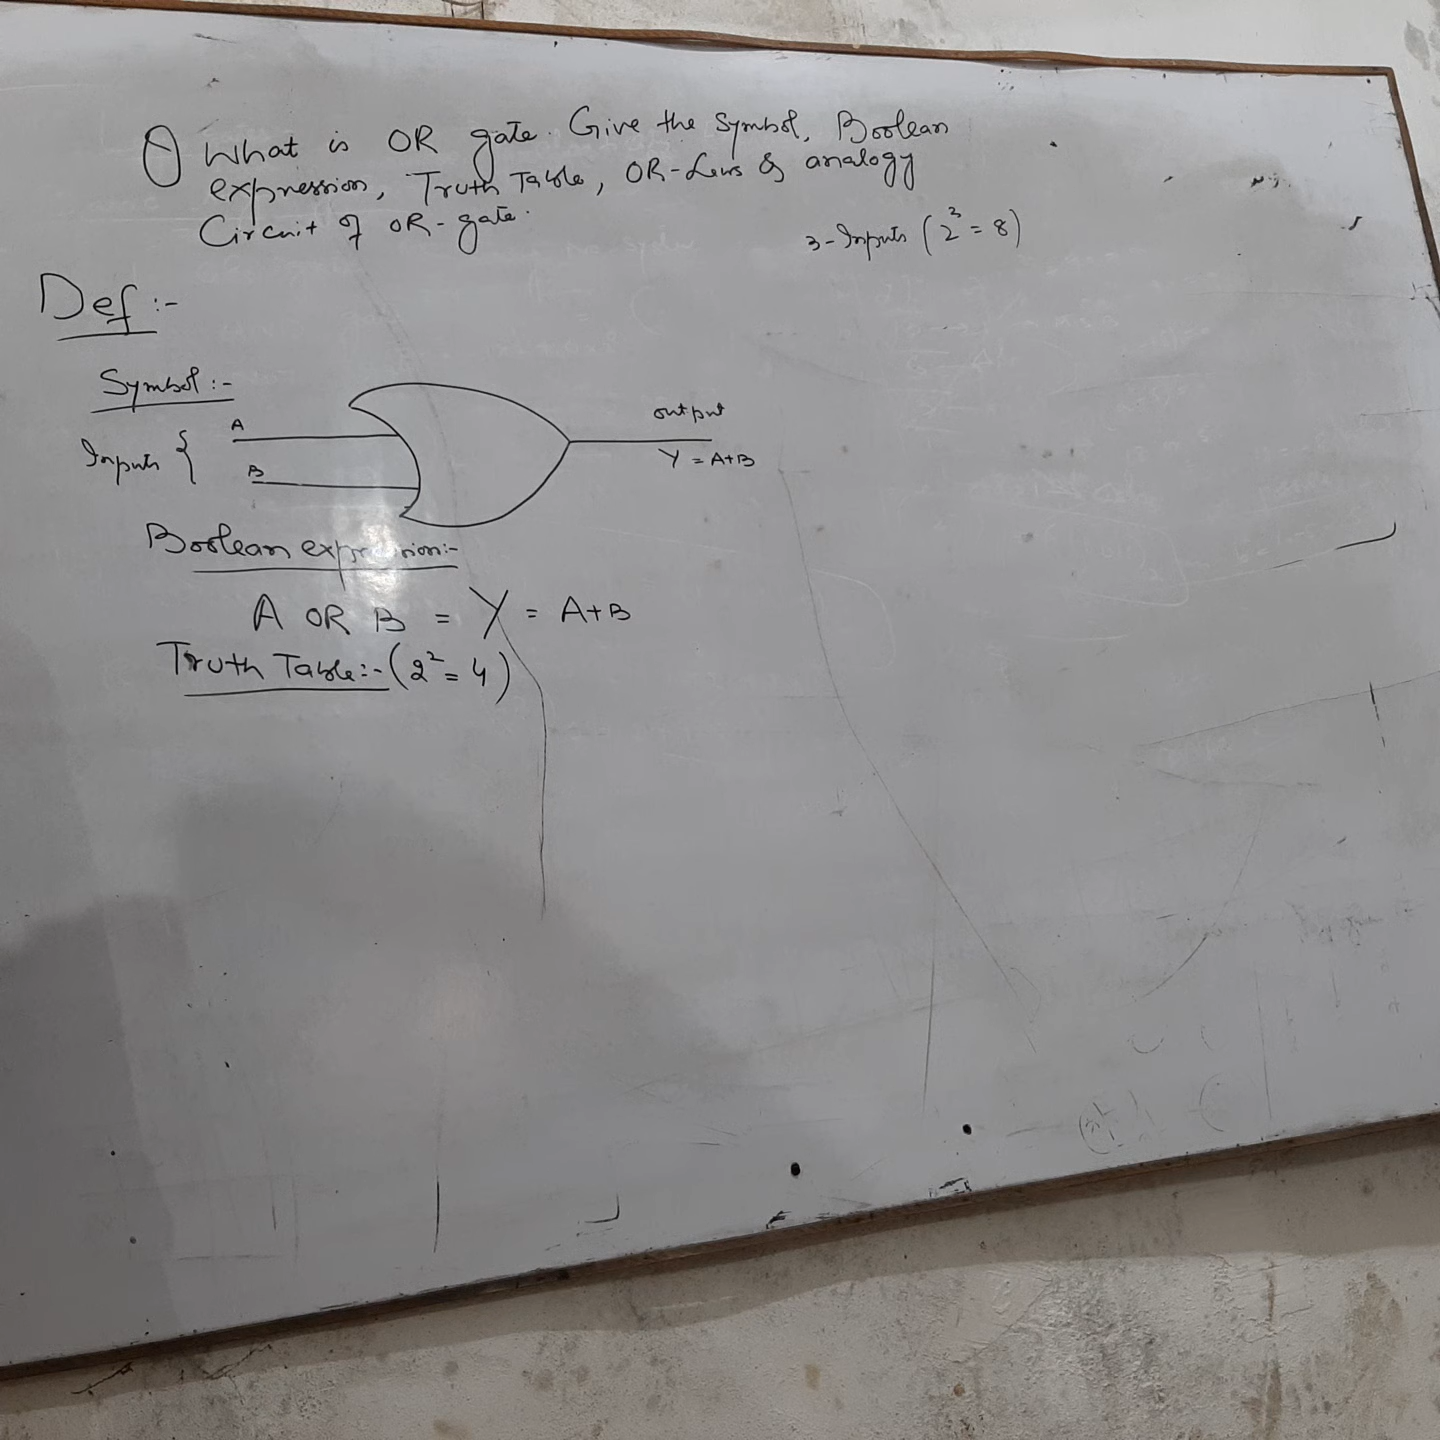 Q What is OR gate. Give the symbol, Boolean
expression, Truth Table, OR-Laws & analogy
Circuit of OR-gate.
3-Inputs (2³ = 8)
Def :-
Symbol :-
Inputs {
A
B
output
Y = A+B
Boolean expression:-
A OR B = Y = A+B
Truth Table:- (2² = 4)